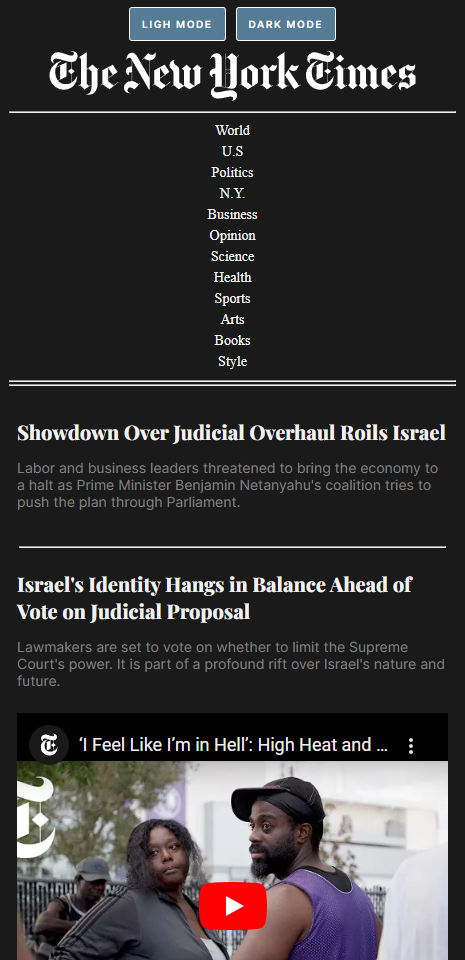 LIGH MODE DARK MODE
The New York Times
World
U.S
Politics
N.Y.
Business
Opinion
Science
Health
Sports
Arts
Books
Style
Showdown Over Judicial Overhaul Roils Israel
Labor and business leaders threatened to bring the economy to
a halt as Prime Minister Benjamin Netanyahu's coalition tries to
push the plan through Parliament.
Israel's Identity Hangs in Balance Ahead of
Vote on Judicial Proposal
Lawmakers are set to vote on whether to limit the Supreme
Court's power. It is part of a profound rift over Israel's nature and
future.
T
‘I Feel Like I’m in Hell’: High Heat and ...
T